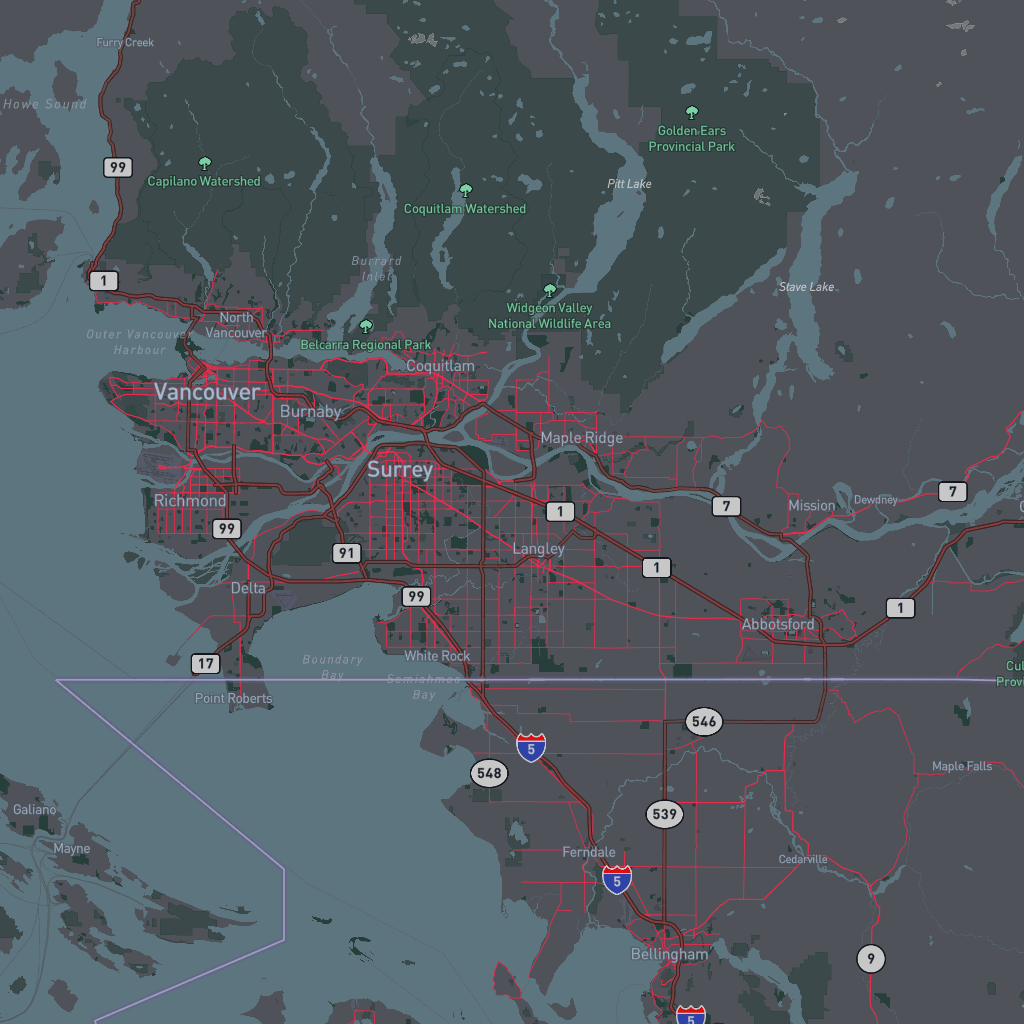 Furry Creek
Howe Sound
99
Golden Ears
Provincial Park
Capilano Watershed
Coquitlam Watershed
Pitt Lake
Burrard
Inlet
1
Stave Lake
Widgeon Valley
National Wildlife Area
North
Vancouver
Outer Vancouver
Harbour
Belcarra Regional Park
Coquitlam
Vancouver
Burnaby
Maple Ridge
Surrey
Richmond
7
Mission
Dewdney
7
1
99
91
Langley
1
Delta
99
1
Abbotsford
White Rock
Boundary
Bay
17
Semiahmoo
Bay
Cul
Provi
Point Roberts
546
5
548
Maple Falls
Galiano
539
Mayne
Ferndale
Cedarville
5
Bellingham
9
5